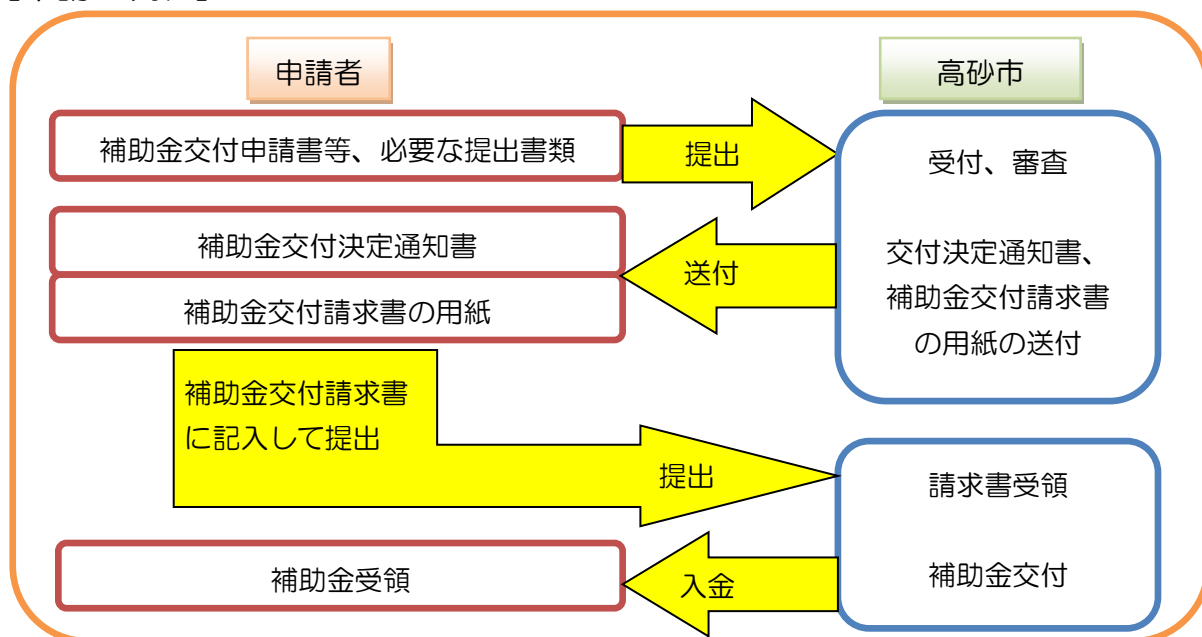 申請者
高砂市
補助金交付申請書等、必要な提出書類
提出
受付、審査
補助金交付決定通知書
補助金交付請求書の用紙
送付
交付決定通知書、
補助金交付請求書
の用紙の送付
補助金交付請求書
に記入して提出
提出
請求書受領
補助金交付
入金
補助金受領